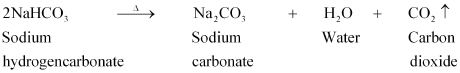 2NaHCO₃ —Δ→ Na₂CO₃ + H₂O + CO₂ ↑
Sodium Sodium Water Carbon
hydrogencarbonate carbonate dioxide